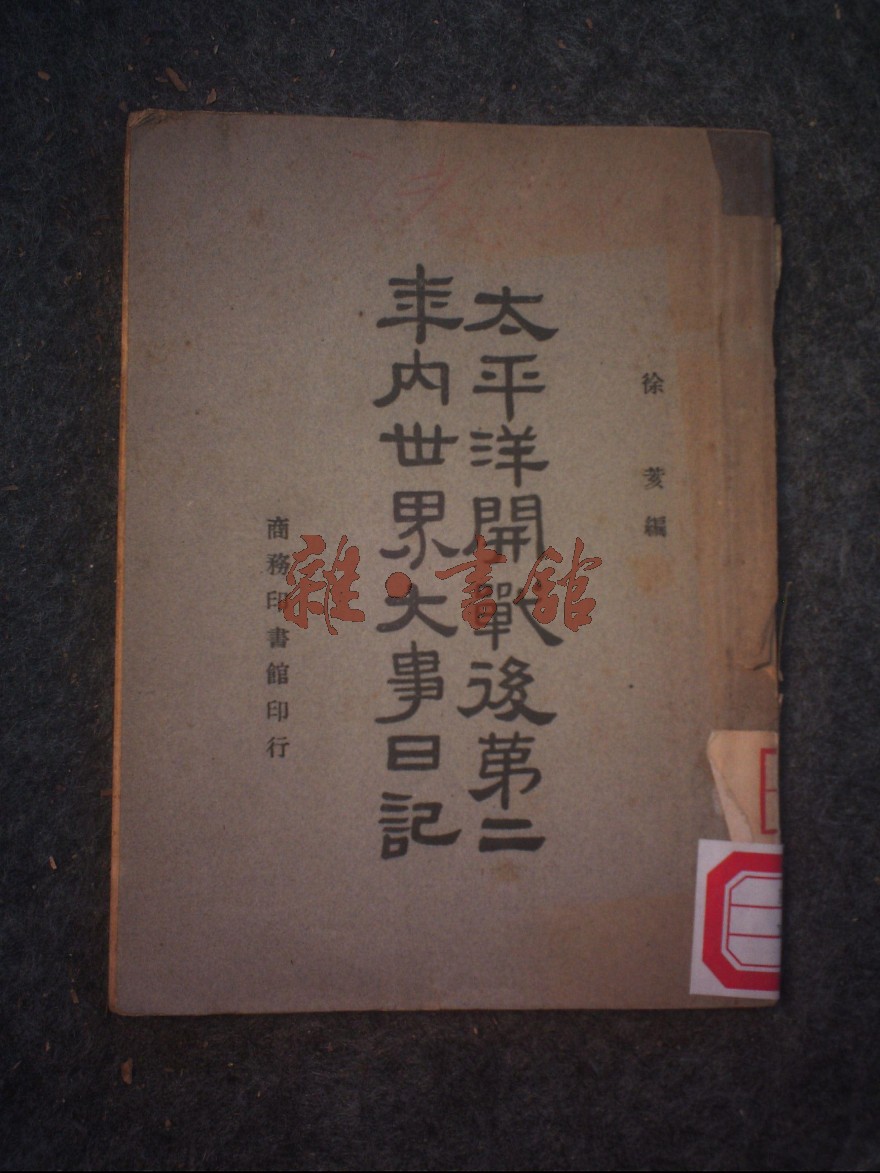 徐荄編
太平洋開戰後第二
年內世界大事日記
商務印書館印行
雜·書館